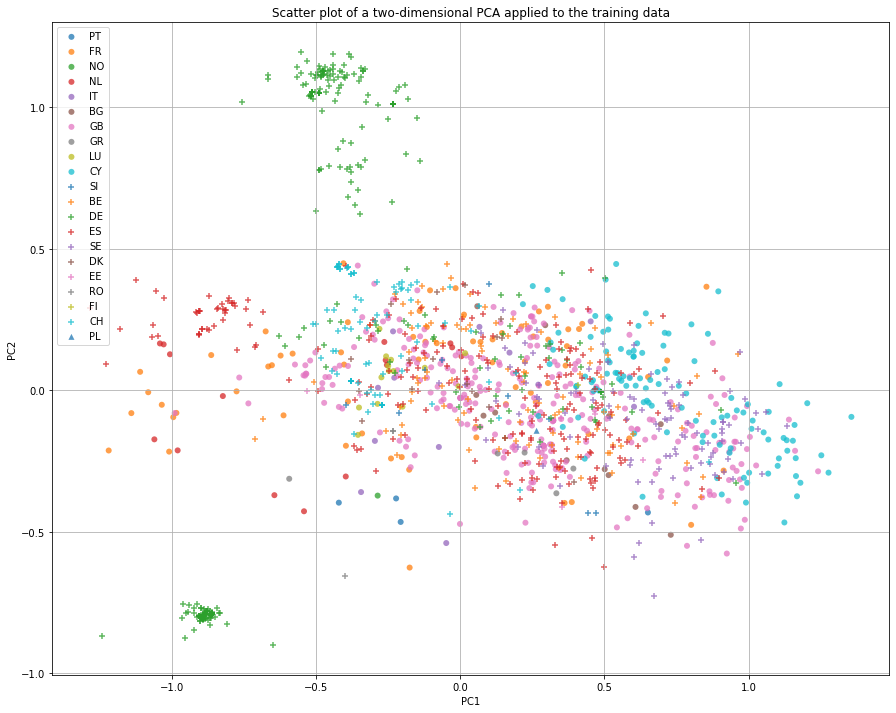 Scatter plot of a two-dimensional PCA applied to the training data
PT
FR
NO
NL
IT
BG
GB
GR
LU
CY
SI
BE
DE
ES
SE
DK
EE
RO
FI
CH
PL
1.0
0.5
0.0
−0.5
−1.0
PC2
−1.0
−0.5
0.0
0.5
1.0
PC1